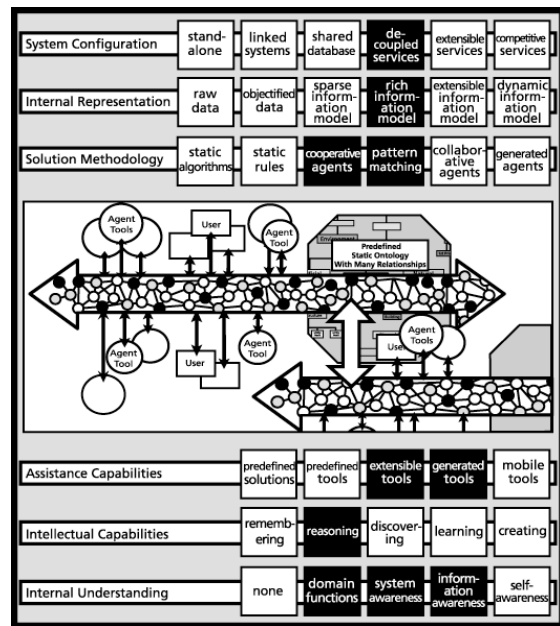 System Configuration
stand-
alone
linked
systems
shared
database
de-
coupled
services
extensible
services
competitive
services
Internal Representation
raw
data
objectified
data
sparse
inform-
ation
model
rich
inform-
ation
model
extensible
inform-
ation
model
dynamic
inform-
ation
model
Solution Methodology
static
algorithms
static
rules
cooperative
agents
pattern
matching
collabor-
ative
agents
generated
agents
Agent
Tools
User
Agent
Tool
Environment
Predefined
Static Ontology
With Many Relationships
Agent
Tool
User
Agent
Tool
User
Agent
Tools
Building
Assistance Capabilities
predefined
solutions
predefined
tools
extensible
tools
generated
tools
mobile
tools
Intellectual Capabilities
rememb-
ering
reasoning
discover-
ing
learning
creating
Internal Understanding
none
domain
functions
system
awareness
inform-
ation
awareness
self-
awareness